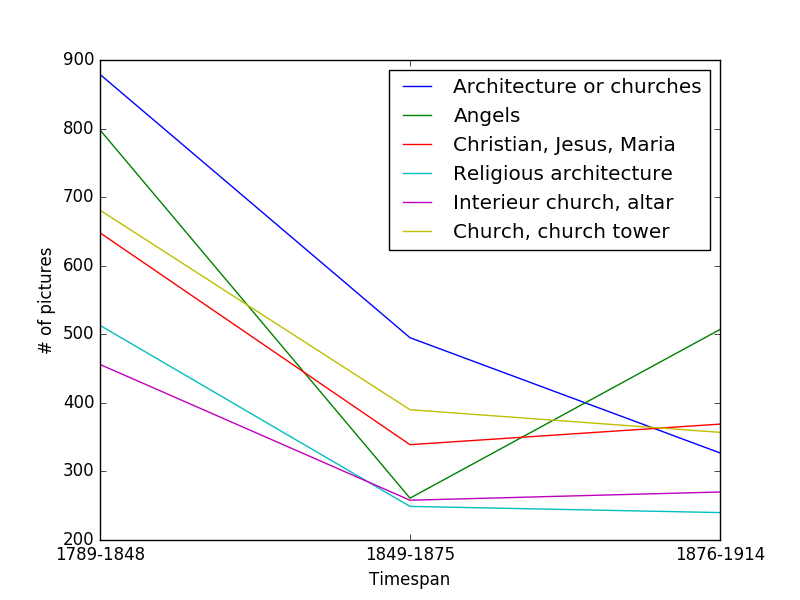 900
800
700
600
500
400
300
200
# of pictures
Architecture or churches
Angels
Christian, Jesus, Maria
Religious architecture
Interieur church, altar
Church, church tower
1789-1848 1849-1875 1876-1914
Timespan